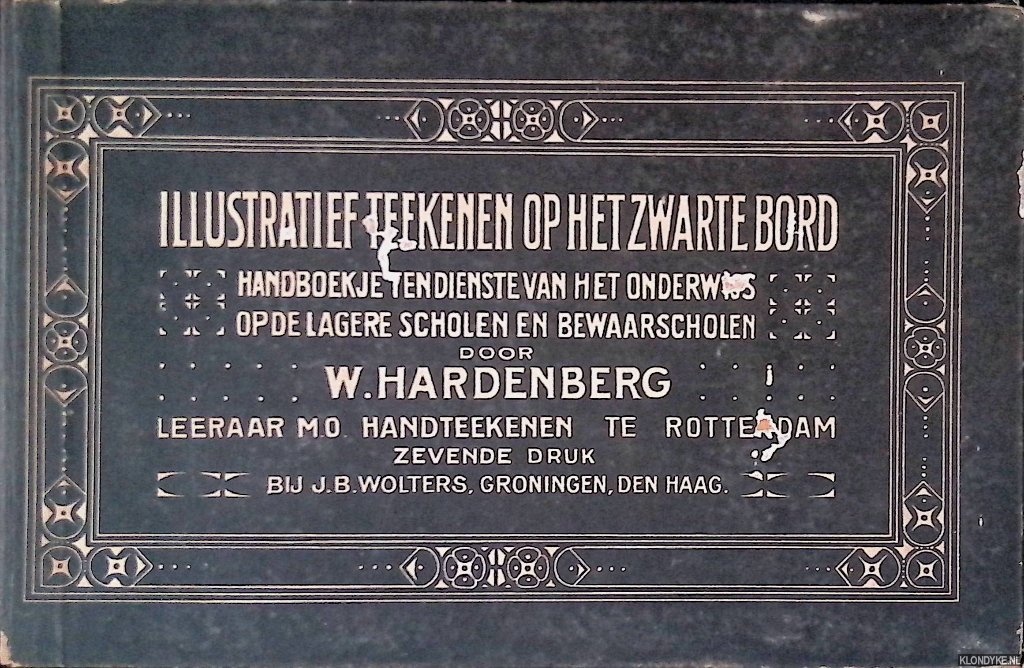 ILLUSTRATIEF TEEKENEN OP HET ZWARTE BORD
HANDBOEKJE TEN DIENSTE VAN HET ONDERWIJS
OP DE LAGERE SCHOLEN EN BEWAARSCHOLEN
DOOR
W. HARDENBERG
LEERAAR M.O HANDTEEKENEN TE ROTTERDAM
ZEVENDE DRUK
BIJ J.B. WOLTERS, GRONINGEN, DEN HAAG.
KLONDYKE.NL